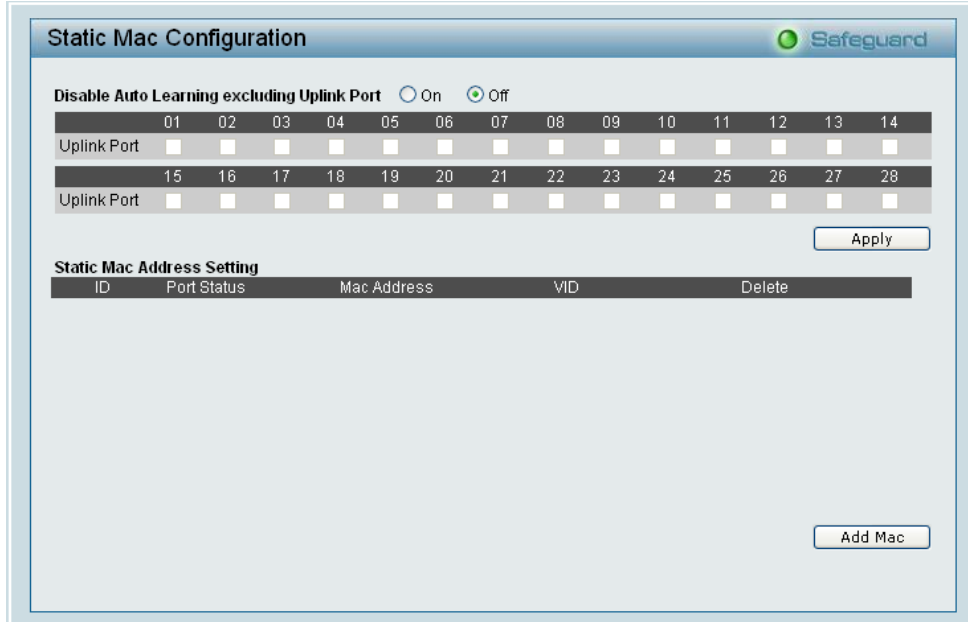 Static Mac Configuration Safeguard
Disable Auto Learning excluding Uplink Port On Off
01 02 03 04 05 06 07 08 09 10 11 12 13 14
Uplink Port
15 16 17 18 19 20 21 22 23 24 25 26 27 28
Uplink Port
Apply
Static Mac Address Setting
ID Port Status Mac Address VID Delete
Add Mac